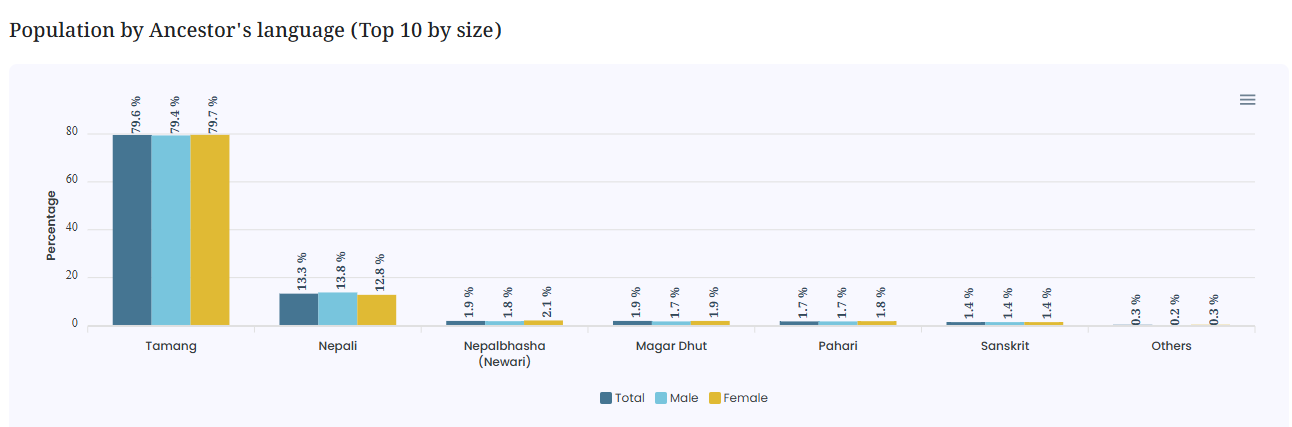 Population by Ancestor's language (Top 10 by size)
79.6 % 79.4 % 79.7 %
13.3 % 13.8 % 12.8 %
1.9 % 1.8 % 2.1 %
1.9 % 1.7 % 1.9 %
1.7 % 1.7 % 1.8 %
1.4 % 1.4 % 1.4 %
0.3 % 0.2 % 0.3 %
80
60
40
20
0
Percentage
Tamang
Nepali
Nepalbhasha
(Newari)
Magar Dhut
Pahari
Sanskrit
Others
Total Male Female